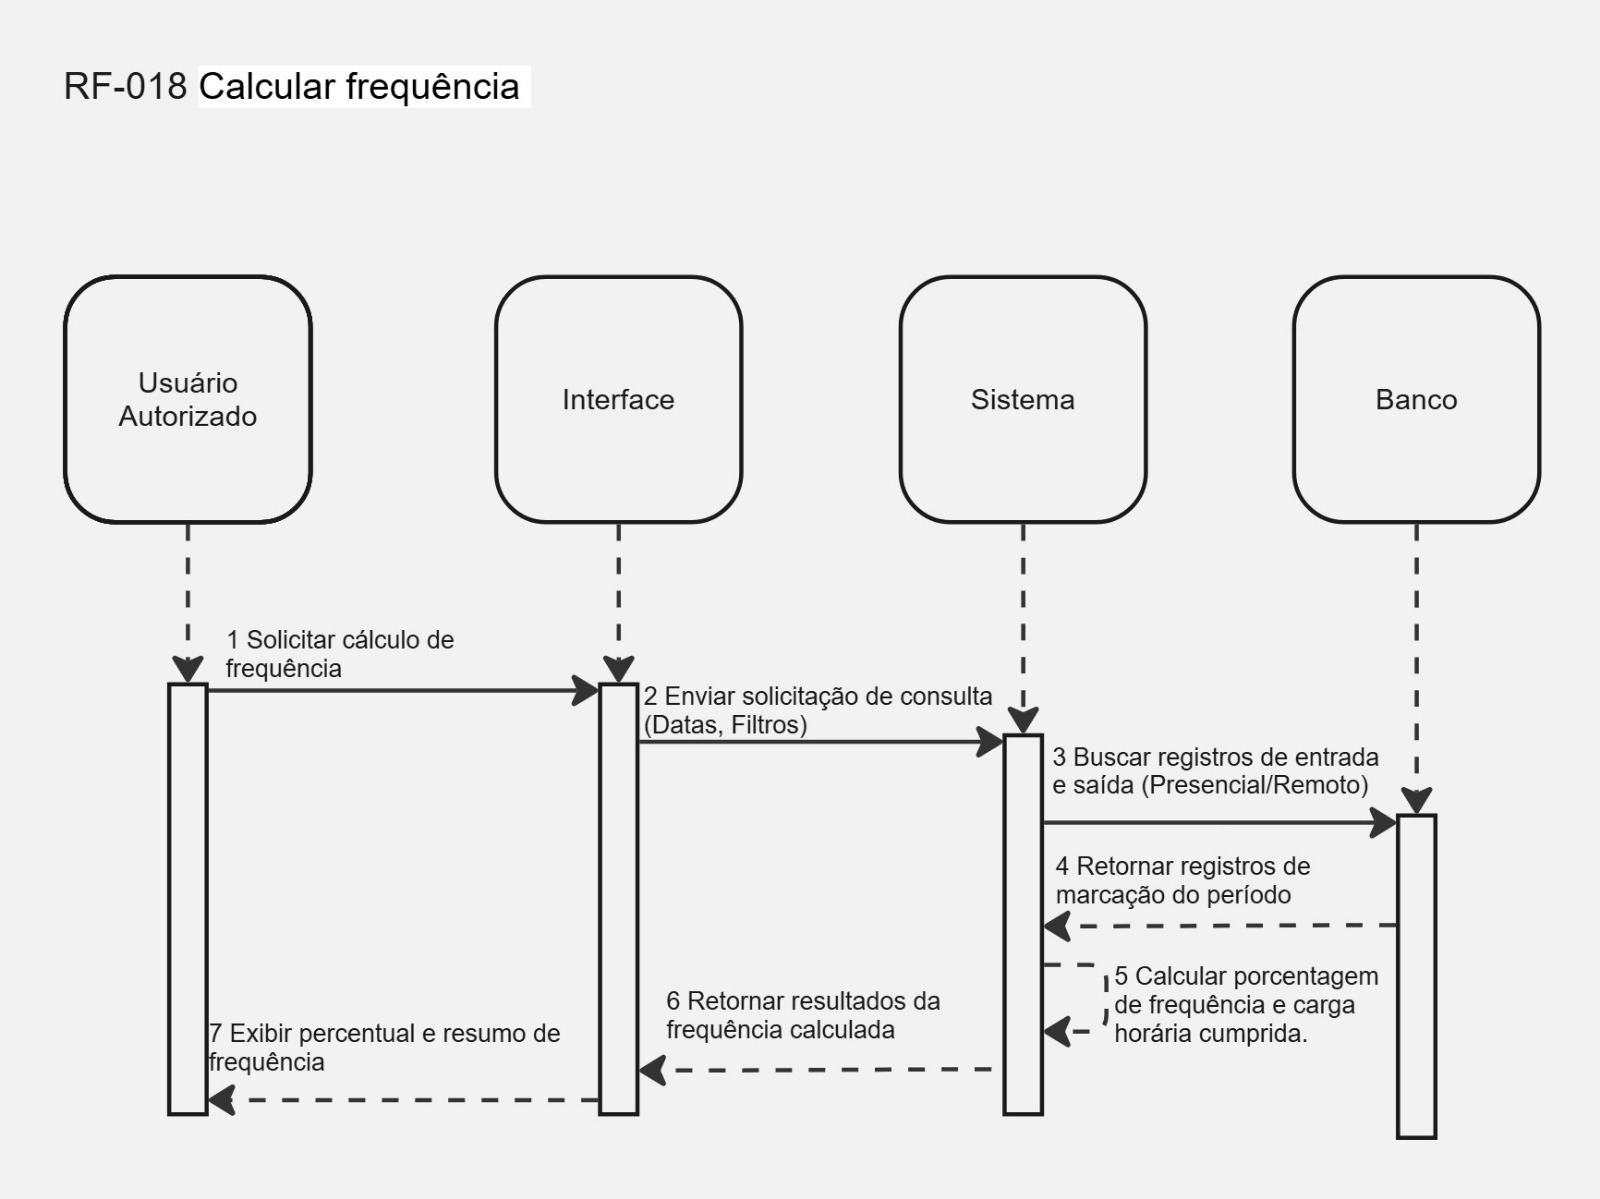 RF-018 Calcular frequência
Usuário
Autorizado
Interface
Sistema
Banco
1 Solicitar cálculo de
frequência
2 Enviar solicitação de consulta
(Datas, Filtros)
3 Buscar registros de entrada
e saída (Presencial/Remoto)
4 Retornar registros de
marcação do período
5 Calcular porcentagem
de frequência e carga
horária cumprida.
6 Retornar resultados da
frequência calculada
7 Exibir percentual e resumo de
frequência